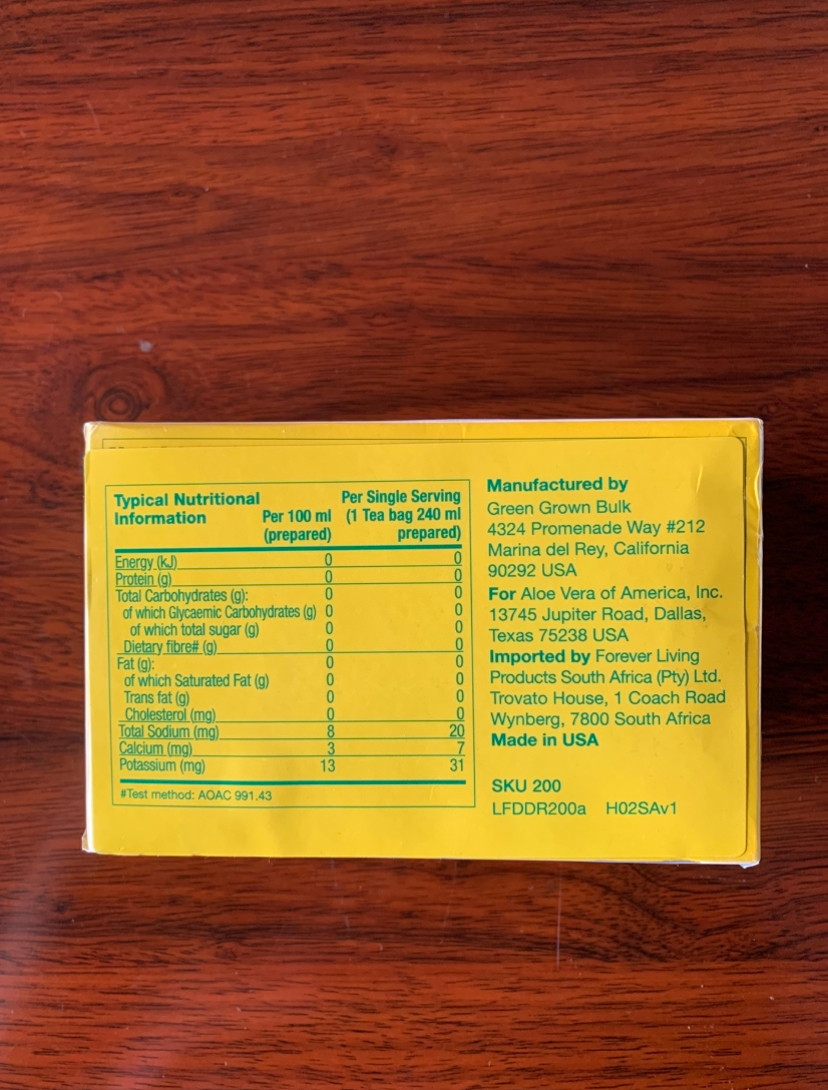 Typical Nutritional
Information
Per 100 ml
(prepared)
Per Single Serving
(1 Tea bag 240 ml
prepared)
Energy (kJ) 0 0
Protein (g) 0 0
Total Carbohydrates (g): 0 0
of which Glycaemic Carbohydrates (g) 0 0
of which total sugar (g) 0 0
Dietary fibre# (g) 0 0
Fat (g): 0 0
of which Saturated Fat (g) 0 0
Trans fat (g) 0 0
Cholesterol (mg) 0 0
Total Sodium (mg) 8 20
Calcium (mg) 3 7
Potassium (mg) 13 31
#Test method: AOAC 991.43
Manufactured by
Green Grown Bulk
4324 Promenade Way #212
Marina del Rey, California
90292 USA
For Aloe Vera of America, Inc.
13745 Jupiter Road, Dallas,
Texas 75238 USA
Imported by Forever Living
Products South Africa (Pty) Ltd.
Trovato House, 1 Coach Road
Wynberg, 7800 South Africa
Made in USA
SKU 200
LFDDR200a H02SAv1